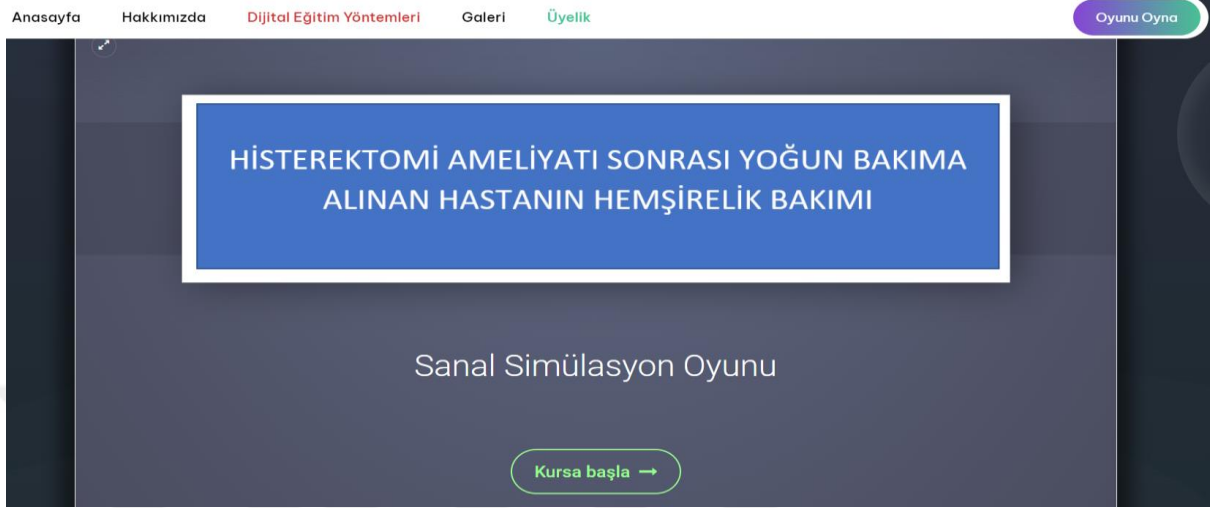 Anasayfa Hakkımızda Dijital Eğitim Yöntemleri Galeri Üyelik Oyunu Oyna
HİSTEREKTOMİ AMELİYATI SONRASI YOĞUN BAKIMA
ALINAN HASTANIN HEMŞİRELİK BAKIMI
Sanal Simülasyon Oyunu
Kursa başla →